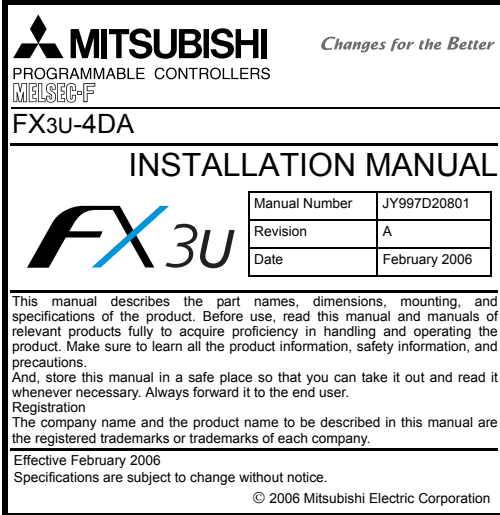 MITSUBISHI
Changes for the Better
PROGRAMMABLE CONTROLLERS
MELSEC-F
FX3U-4DA
INSTALLATION MANUAL
FX3U
Manual Number JY997D20801
Revision A
Date February 2006
This manual describes the part names, dimensions, mounting, and
specifications of the product. Before use, read this manual and manuals of
relevant products fully to acquire proficiency in handling and operating the
product. Make sure to learn all the product information, safety information, and
precautions.
And, store this manual in a safe place so that you can take it out and read it
whenever necessary. Always forward it to the end user.
Registration
The company name and the product name to be described in this manual are
the registered trademarks or trademarks of each company.
Effective February 2006
Specifications are subject to change without notice.
© 2006 Mitsubishi Electric Corporation